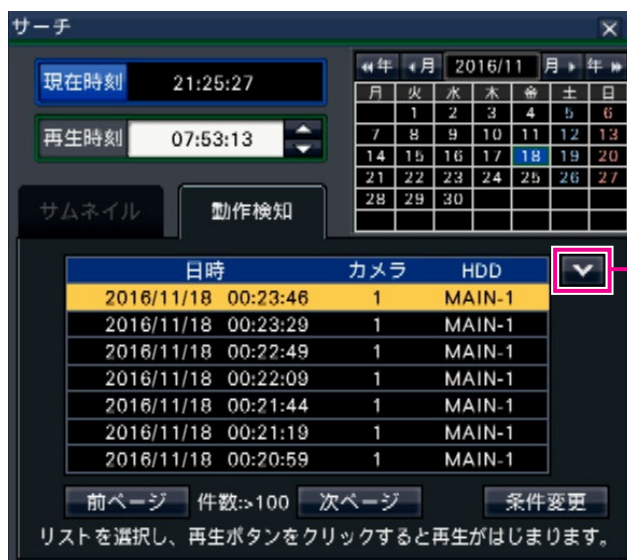 サーチ
現在時刻 21:25:27
再生時刻 07:53:13
年 月 2016/11 月 年
月 火 水 木 金 土 日
1 2 3 4 5 6
7 8 9 10 11 12 13
14 15 16 17 18 19 20
21 22 23 24 25 26 27
28 29 30
サムネイル 動作検知
日時 カメラ HDD
2016/11/18 00:23:46 1 MAIN-1
2016/11/18 00:23:29 1 MAIN-1
2016/11/18 00:22:49 1 MAIN-1
2016/11/18 00:22:09 1 MAIN-1
2016/11/18 00:21:44 1 MAIN-1
2016/11/18 00:21:19 1 MAIN-1
2016/11/18 00:20:59 1 MAIN-1
前ページ 件数:>100 次ページ 条件変更
リストを選択し、再生ボタンをクリックすると再生がはじまります。